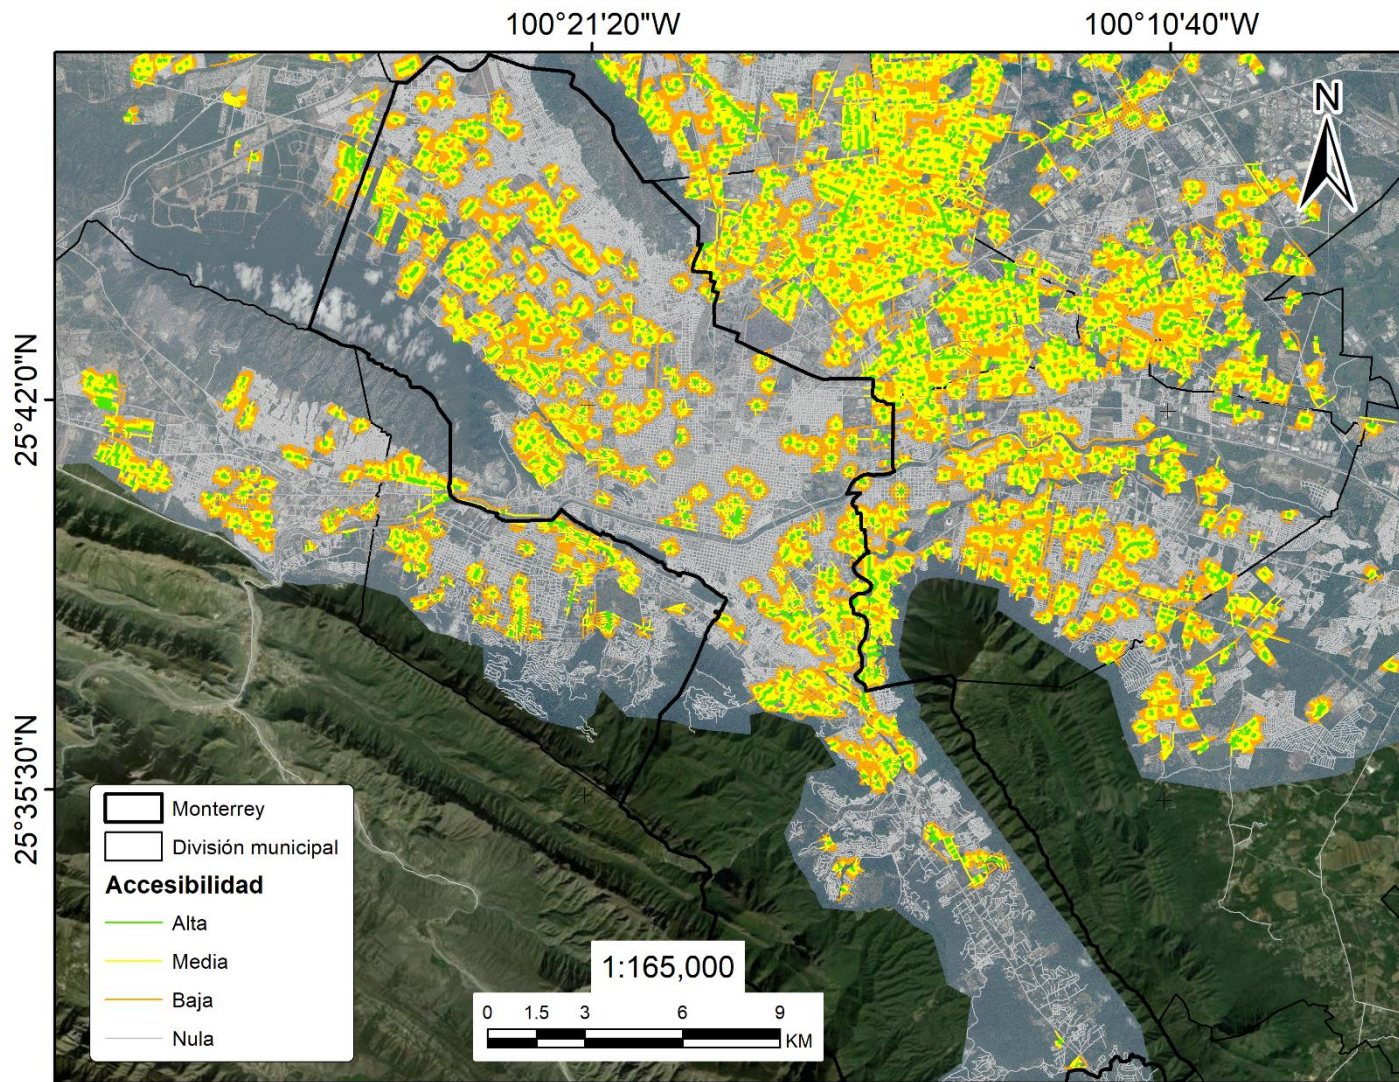 100°21'20"W
100°10'40"W
N
25°42'0"N
25°35'30"N
Monterrey
División municipal
Accesibilidad
Alta
Media
Baja
Nula
1:165,000
0 1.5 3 6 9
KM